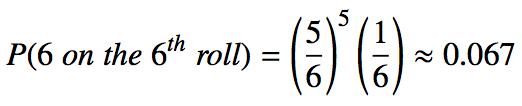 P(6 on the 6th roll) = (5/6)^5 (1/6) ≈ 0.067